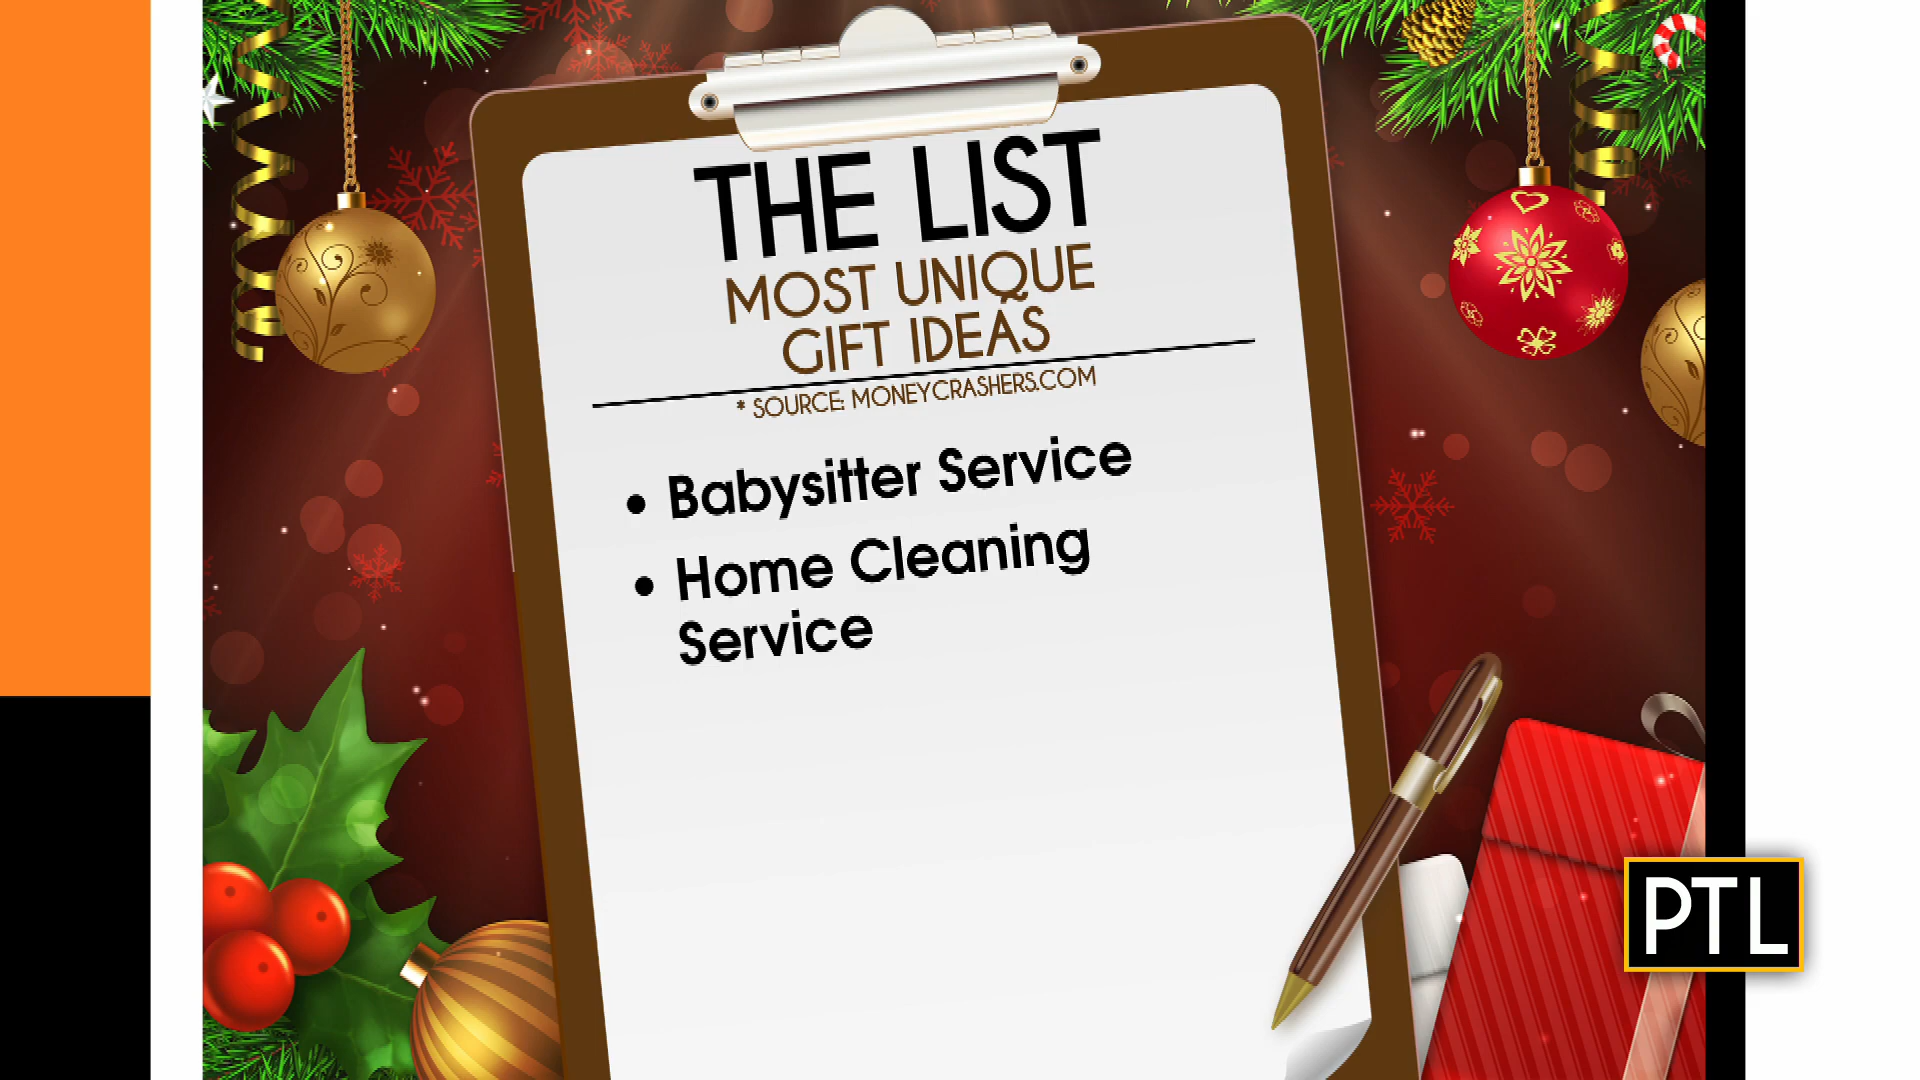 THE LIST
MOST UNIQUE
GIFT IDEAS
* SOURCE: MONEYCRASHERS.COM
• Babysitter Service
• Home Cleaning
Service
PTL